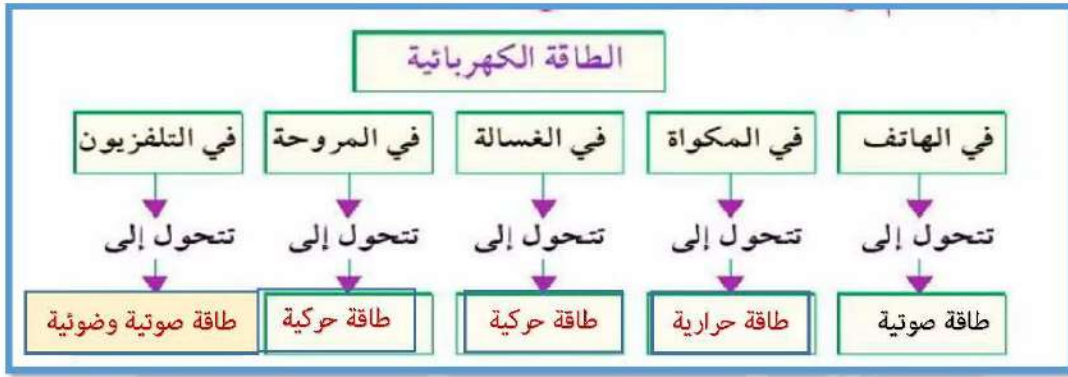 الطاقة الكهربائية
في الهاتف في المكواة في الغسالة في المروحة في التلفزيون
تتحول إلى تتحول إلى تتحول إلى تتحول إلى تتحول إلى
طاقة صوتية طاقة حرارية طاقة حركية طاقة حركية طاقة صوتية وضوئية